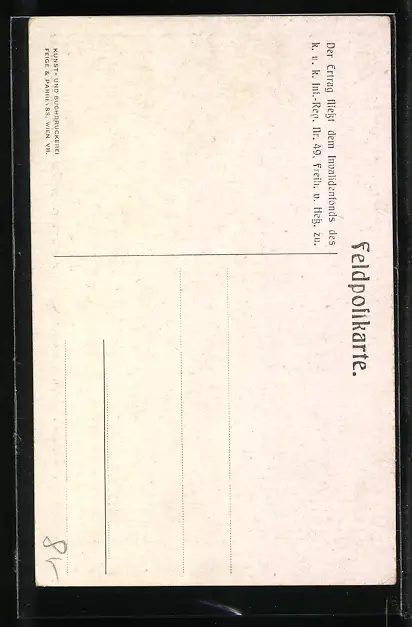 Feldpostkarte.
Der Ertrag fließt dem Invalidenfonds des
k. u. k. Inf.-Reg. Nr. 49, Freih. v. Heß, zu.
KUNST- UND BUCHDRUCKEREI
FEIGE & WIEN VII.
8